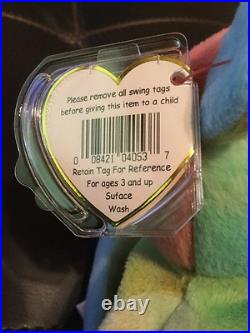 Please remove all swing tags
before giving this item to a child
0 08421 04053 7
Retain Tag For Reference
For ages 3 and up
Suface
Wash